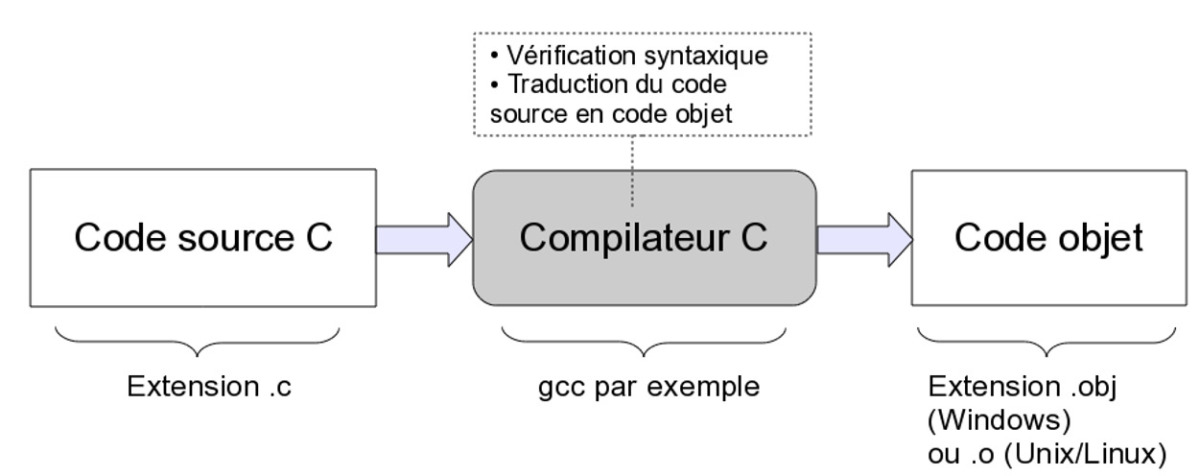 • Vérification syntaxique
• Traduction du code
source en code objet
Code source C
Compilateur C
Code objet
Extension .c
gcc par exemple
Extension .obj
(Windows)
ou .o (Unix/Linux)